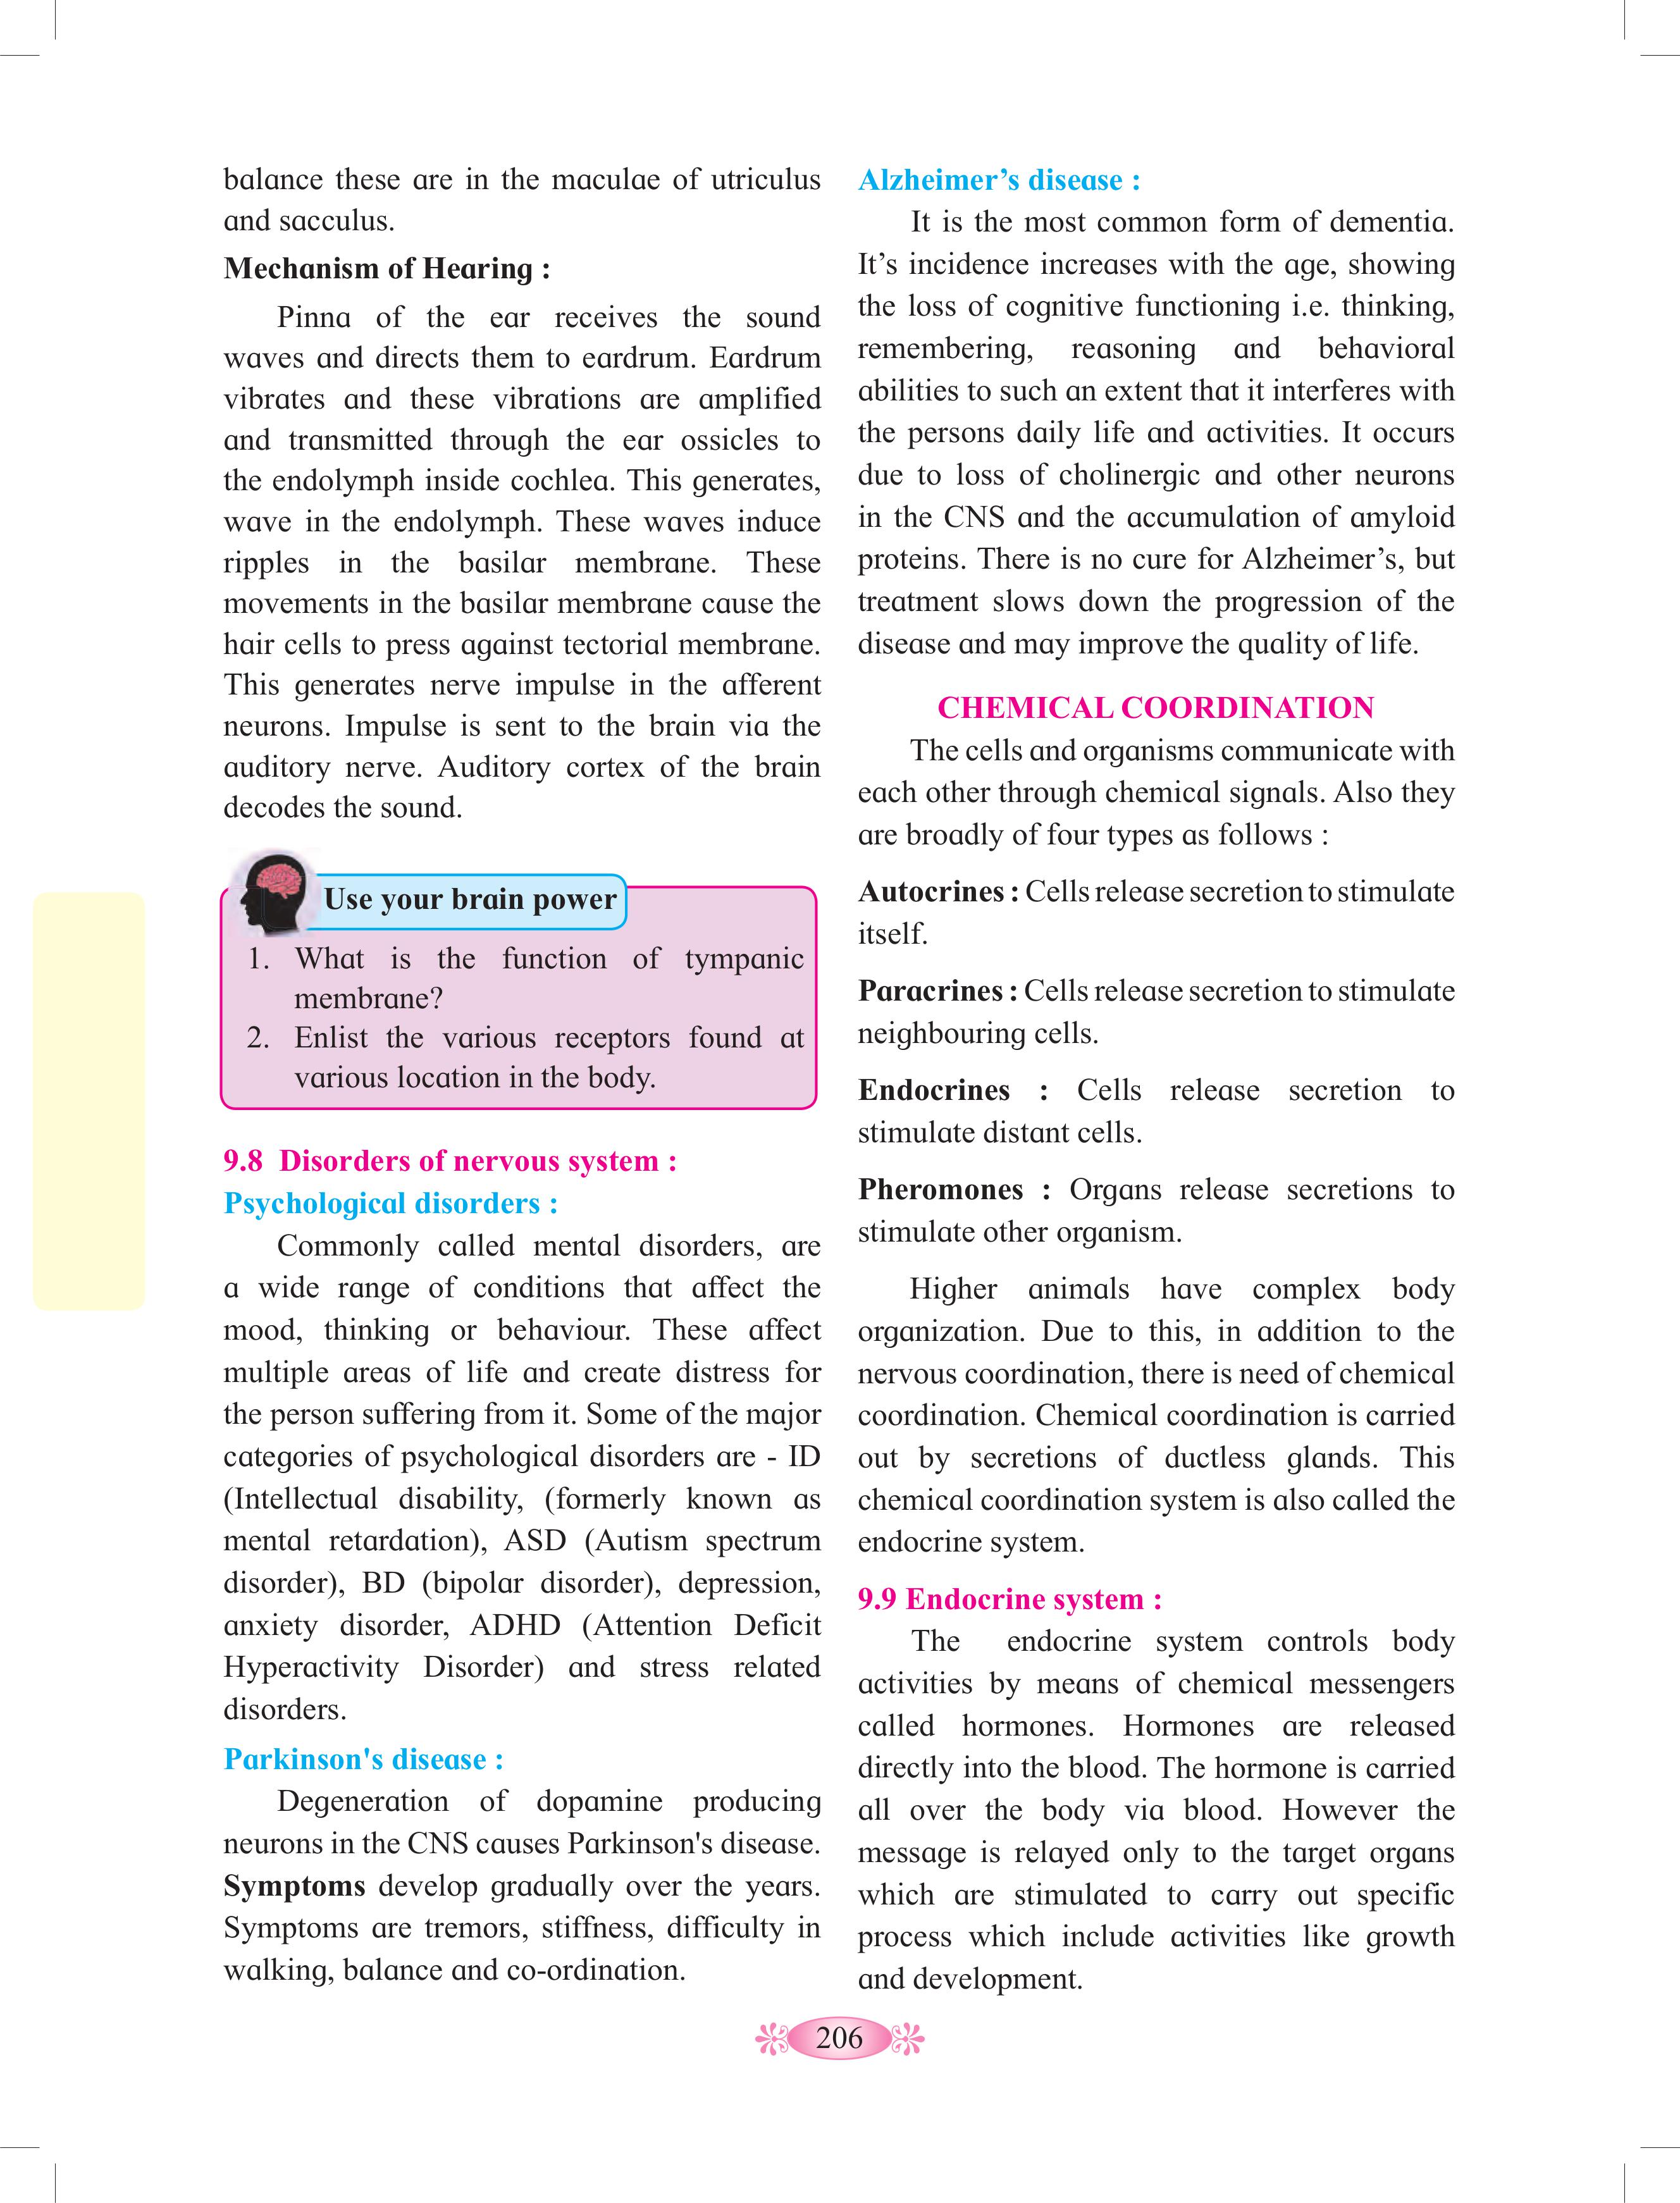 balance these are in the maculae of utriculus
and sacculus.
Mechanism of Hearing :
Pinna of the ear receives the sound
waves and directs them to eardrum. Eardrum
vibrates and these vibrations are amplified
and transmitted through the ear ossicles to
the endolymph inside cochlea. This generates,
wave in the endolymph. These waves induce
ripples in the basilar membrane. These
movements in the basilar membrane cause the
hair cells to press against tectorial membrane.
This generates nerve impulse in the afferent
neurons. Impulse is sent to the brain via the
auditory nerve. Auditory cortex of the brain
decodes the sound.
Use your brain power
1. What is the function of tympanic
membrane?
2. Enlist the various receptors found at
various location in the body.
9.8 Disorders of nervous system :
Psychological disorders :
Commonly called mental disorders, are
a wide range of conditions that affect the
mood, thinking or behaviour. These affect
multiple areas of life and create distress for
the person suffering from it. Some of the major
categories of psychological disorders are - ID
(Intellectual disability, (formerly known as
mental retardation), ASD (Autism spectrum
disorder), BD (bipolar disorder), depression,
anxiety disorder, ADHD (Attention Deficit
Hyperactivity Disorder) and stress related
disorders.
Parkinson's disease :
Degeneration of dopamine producing
neurons in the CNS causes Parkinson's disease.
Symptoms develop gradually over the years.
Symptoms are tremors, stiffness, difficulty in
walking, balance and co-ordination.
Alzheimer’s disease :
It is the most common form of dementia.
It’s incidence increases with the age, showing
the loss of cognitive functioning i.e. thinking,
remembering, reasoning and behavioral
abilities to such an extent that it interferes with
the persons daily life and activities. It occurs
due to loss of cholinergic and other neurons
in the CNS and the accumulation of amyloid
proteins. There is no cure for Alzheimer’s, but
treatment slows down the progression of the
disease and may improve the quality of life.
CHEMICAL COORDINATION
The cells and organisms communicate with
each other through chemical signals. Also they
are broadly of four types as follows :
Autocrines : Cells release secretion to stimulate
itself.
Paracrines : Cells release secretion to stimulate
neighbouring cells.
Endocrines : Cells release secretion to
stimulate distant cells.
Pheromones : Organs release secretions to
stimulate other organism.
Higher animals have complex body
organization. Due to this, in addition to the
nervous coordination, there is need of chemical
coordination. Chemical coordination is carried
out by secretions of ductless glands. This
chemical coordination system is also called the
endocrine system.
9.9 Endocrine system :
The endocrine system controls body
activities by means of chemical messengers
called hormones. Hormones are released
directly into the blood. The hormone is carried
all over the body via blood. However the
message is relayed only to the target organs
which are stimulated to carry out specific
process which include activities like growth
and development.
206